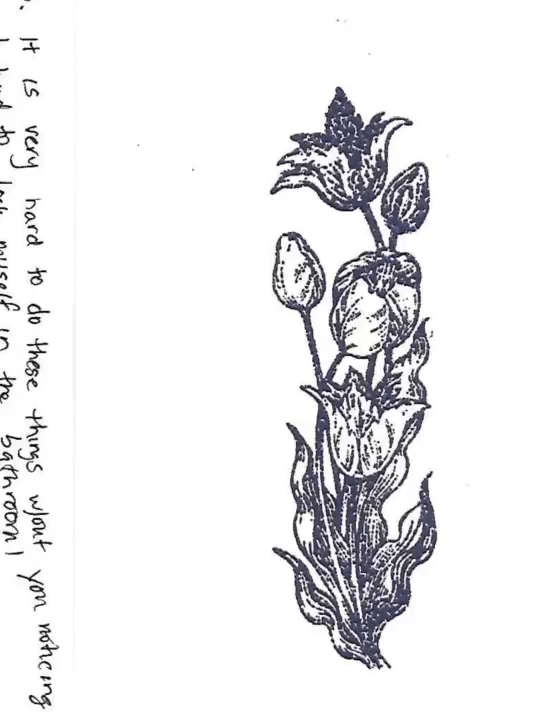 . It is very hard to do these things w/out you noticing
I had to lock myself in the bathroom!